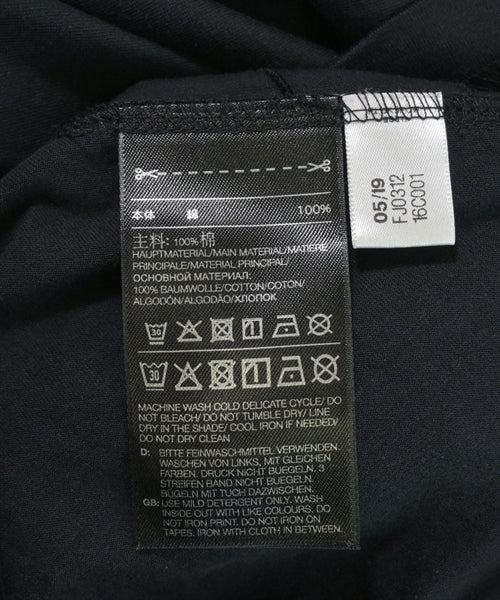 本体 綿 100%
主料: 100%棉
HAUPTMATERIAL/MAIN MATERIAL/MATIERE
PRINCIPALE/MATERIAL PRINCIPAL/
ОСНОВНОЙ МАТЕРИАЛ:
100% BAUMWOLLE/COTTON/COTON/
ALGODÓN/ALGODÃO/ХЛОПОК
30
30
MACHINE WASH COLD DELICATE CYCLE/ DO
NOT BLEACH/ DO NOT TUMBLE DRY/ LINE
DRY IN THE SHADE/ COOL IRON IF NEEDED/
DO NOT DRY CLEAN
D: BITTE FEINWASCHMITTEL VERWENDEN.
WASCHEN VON LINKS, MIT GLEICHEN
FARBEN. DRUCK NICHT BUEGELN. 3
STREIFEN BAND NICHT BUEGELN.
BÜGELN MIT TUCH DAZWISCHEN.
GB: USE MILD DETERGENT ONLY. WASH
INSIDE OUT WITH LIKE COLOURS. DO
NOT IRON PRINT. DO NOT IRON ON
TAPES. IRON WITH CLOTH IN BETWEEN.
05/19
FJ0312
16C001